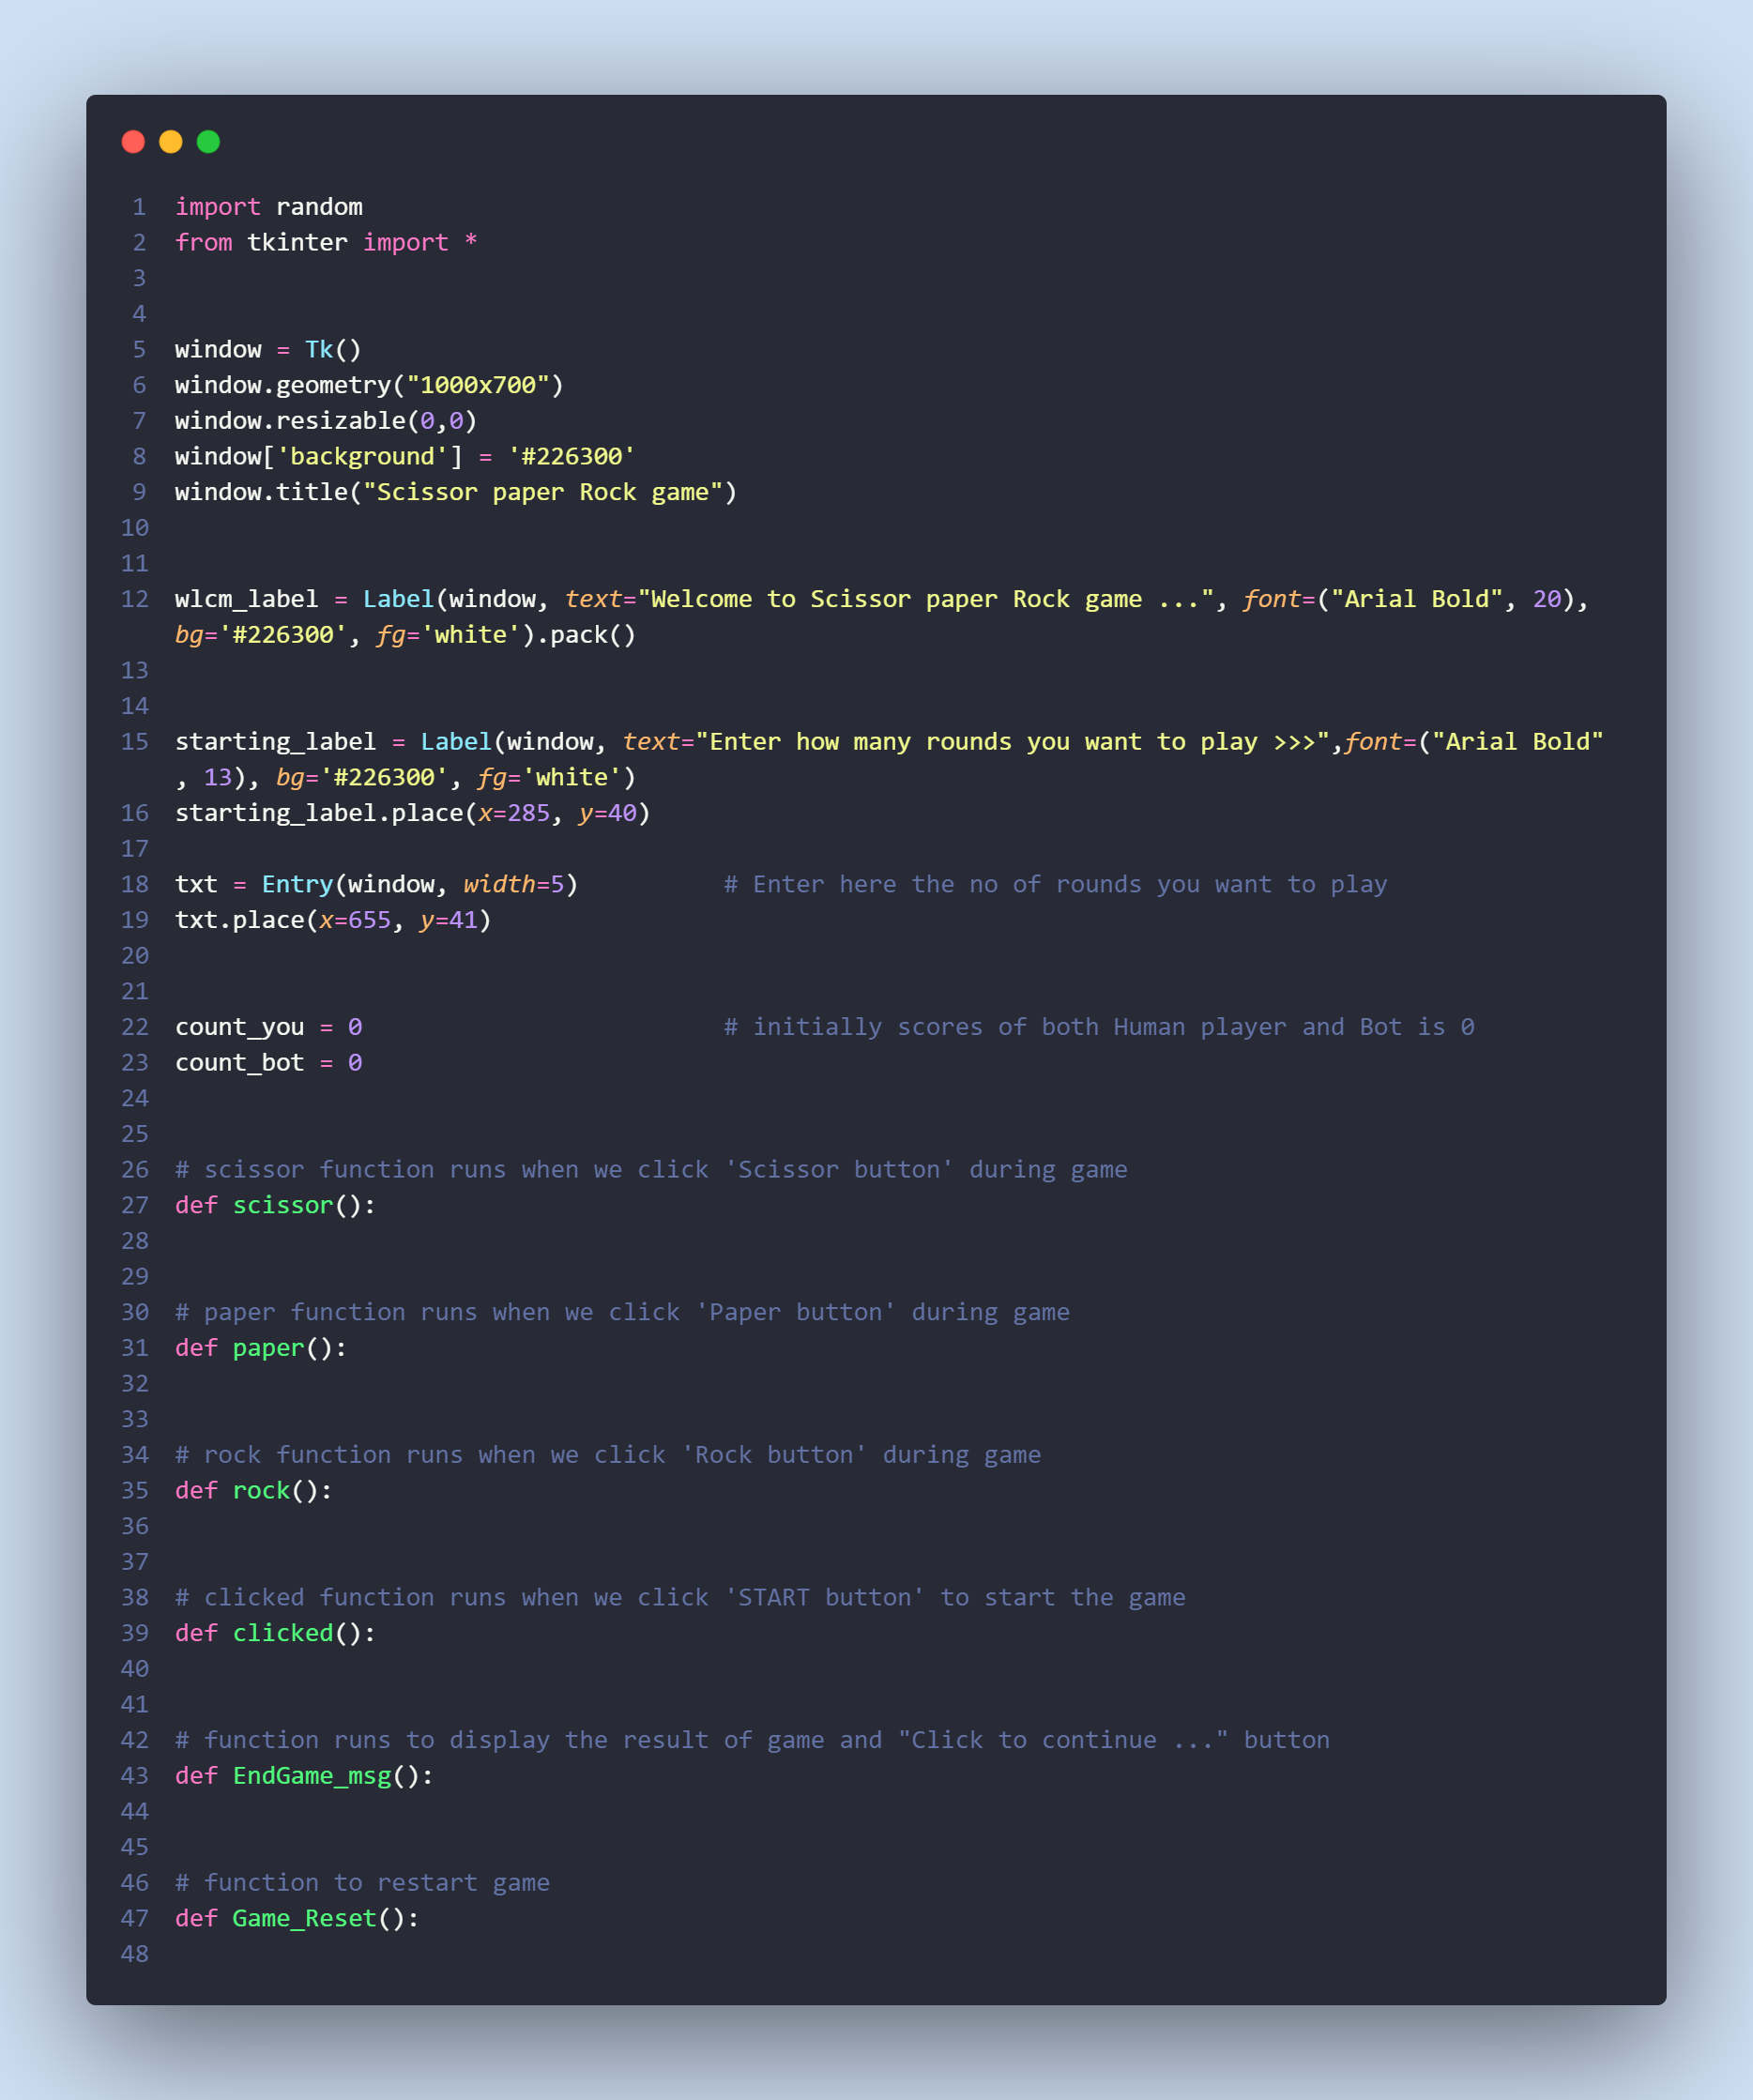 1 import random
2 from tkinter import *
3
4
5 window = Tk()
6 window.geometry("1000x700")
7 window.resizable(0,0)
8 window['background'] = '#226300'
9 window.title("Scissor paper Rock game")
10
11
12 wlcm_label = Label(window, text="Welcome to Scissor paper Rock game ...", font=("Arial Bold", 20),
bg='#226300', fg='white').pack()
13
14
15 starting_label = Label(window, text="Enter how many rounds you want to play >>>",font=("Arial Bold"
, 13), bg='#226300', fg='white')
16 starting_label.place(x=285, y=40)
17
18 txt = Entry(window, width=5)          # Enter here the no of rounds you want to play
19 txt.place(x=655, y=41)
20
21
22 count_you = 0                         # initially scores of both Human player and Bot is 0
23 count_bot = 0
24
25
26 # scissor function runs when we click 'Scissor button' during game
27 def scissor():
28
29
30 # paper function runs when we click 'Paper button' during game
31 def paper():
32
33
34 # rock function runs when we click 'Rock button' during game
35 def rock():
36
37
38 # clicked function runs when we click 'START button' to start the game
39 def clicked():
40
41
42 # function runs to display the result of game and "Click to continue ..." button
43 def EndGame_msg():
44
45
46 # function to restart game
47 def Game_Reset():
48